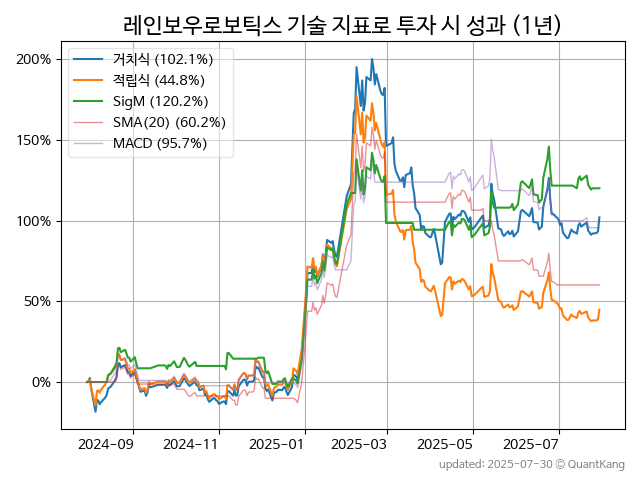 레인보우로보틱스 기술 지표로 투자 시 성과 (1년)
200%
150%
100%
50%
0%
거치식 (102.1%)
적립식 (44.8%)
SigM (120.2%)
SMA(20) (60.2%)
MACD (95.7%)
2024-09
2024-11
2025-01
2025-03
2025-05
2025-07
updated: 2025-07-30 © QuantKang